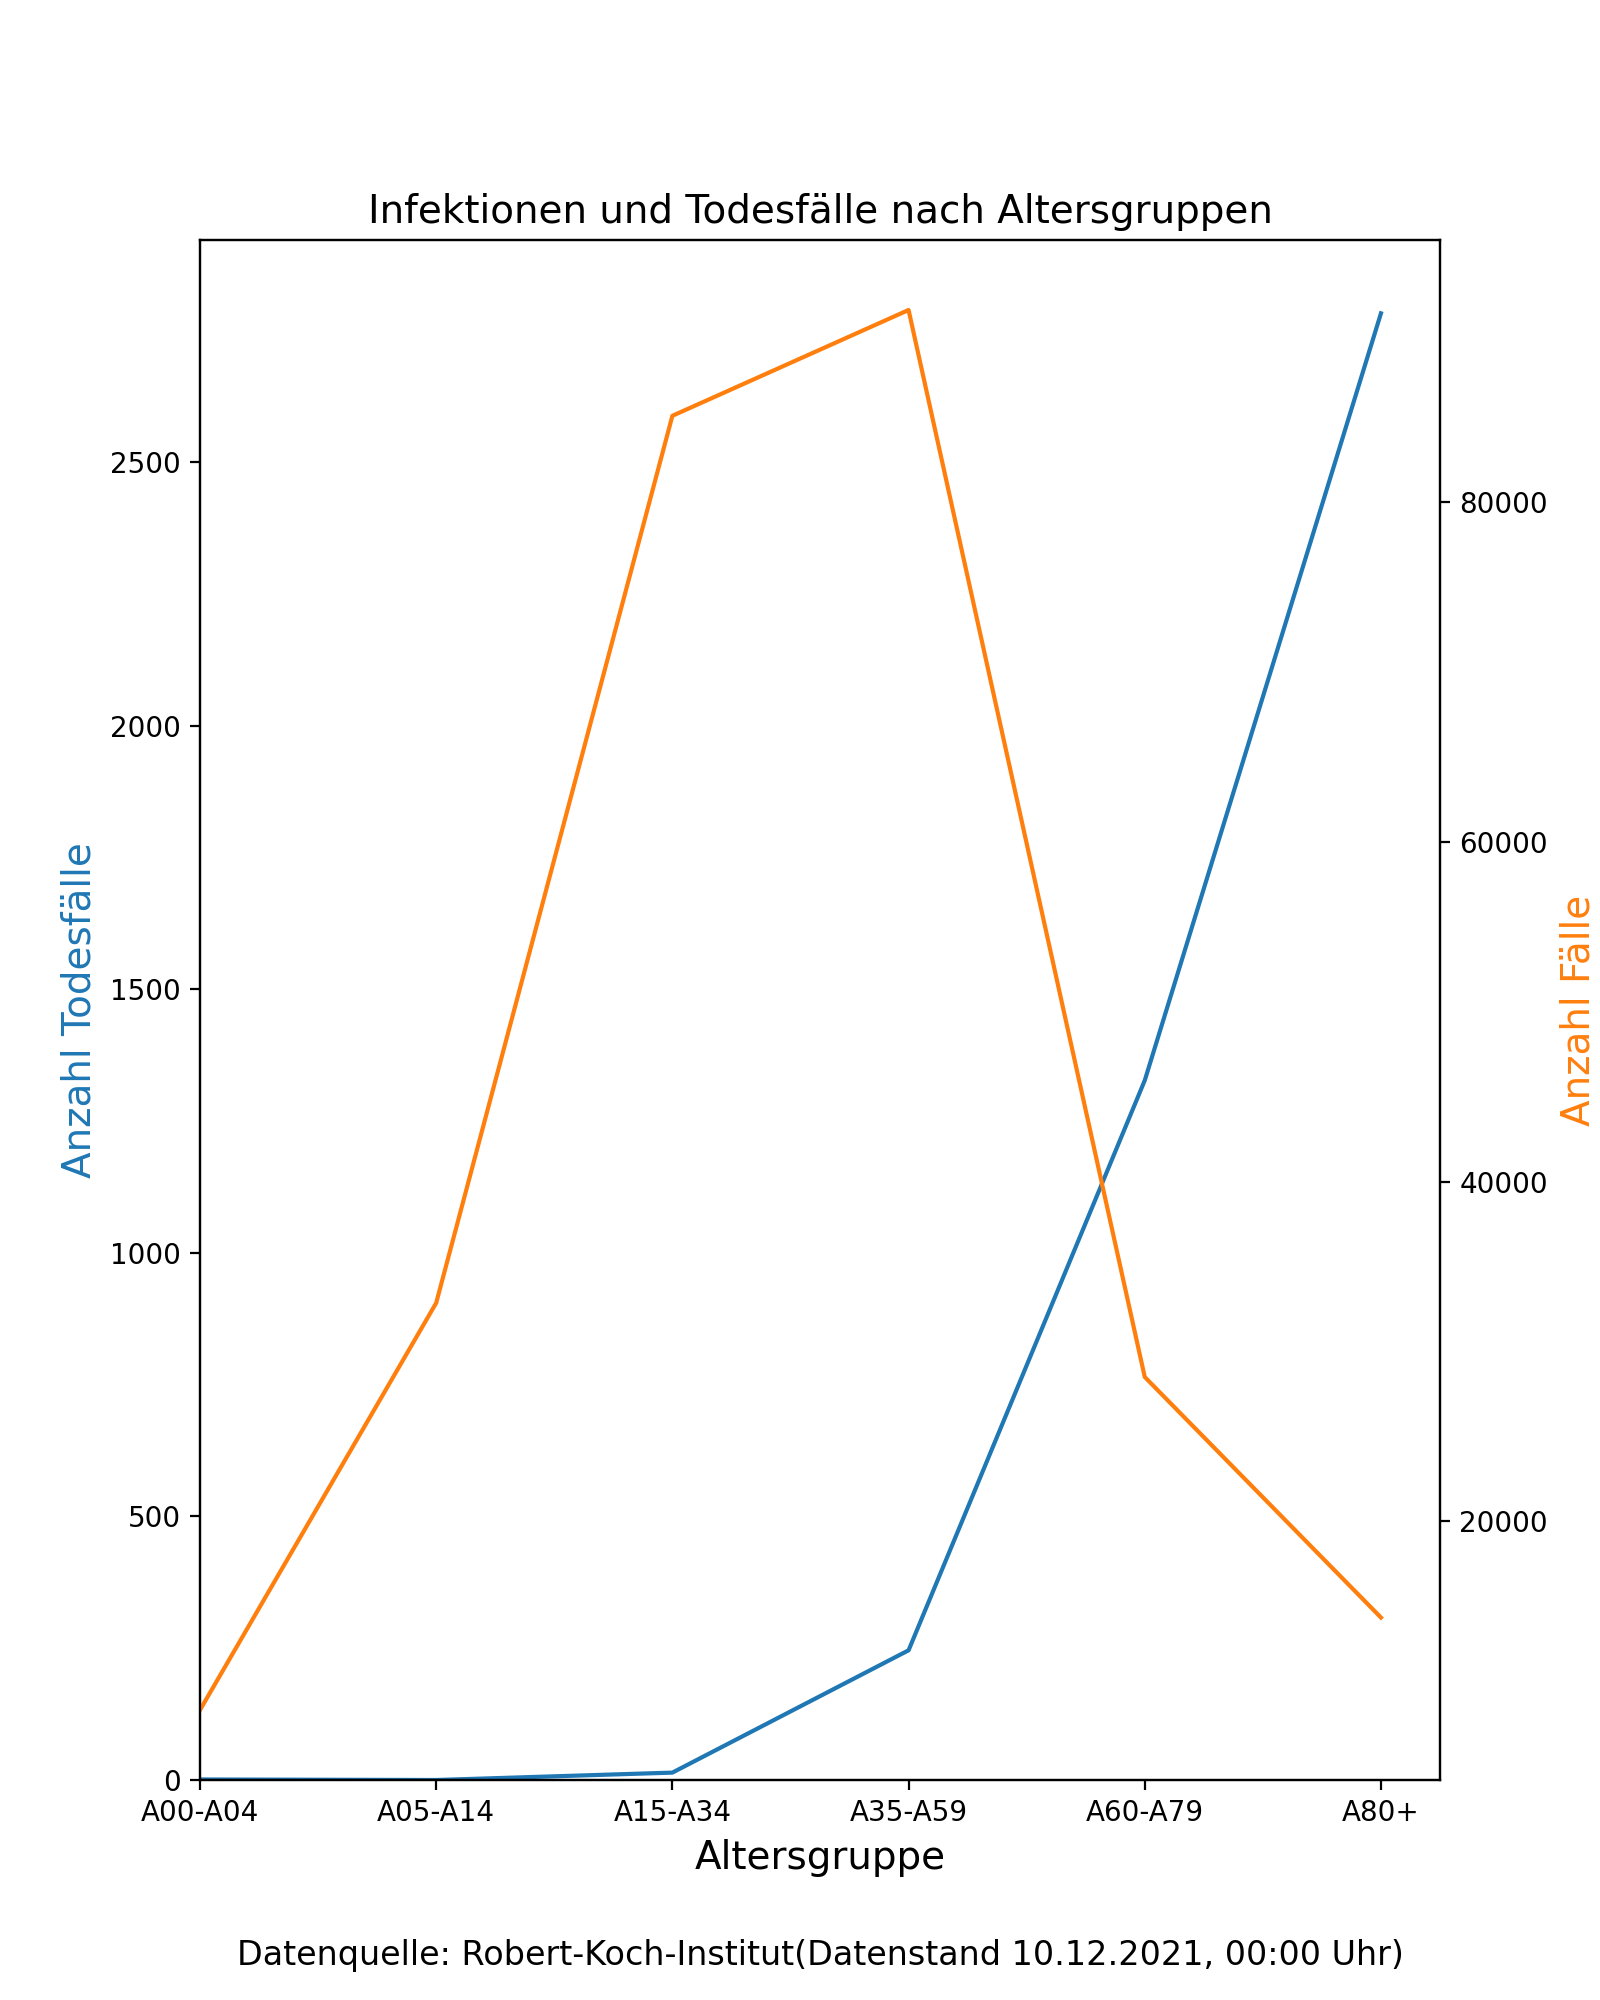 Infektionen und Todesfälle nach Altersgruppen
Anzahl Todesfälle
2500
2000
1500
1000
500
0
80000
60000
40000
20000
Anzahl Fälle
A00-A04 A05-A14 A15-A34 A35-A59 A60-A79 A80+
Altersgruppe
Datenquelle: Robert-Koch-Institut(Datenstand 10.12.2021, 00:00 Uhr)